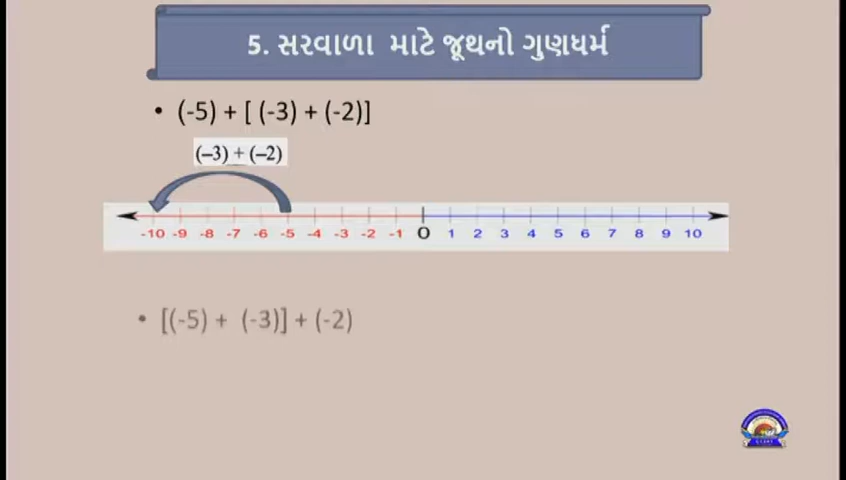 5. સરવાળા માટે જૂથનો ગુણધર્મ
• (-5) + [ (-3) + (-2)]
(–3) + (–2)
-10 -9 -8 -7 -6 -5 -4 -3 -2 -1 0 1 2 3 4 5 6 7 8 9 10
• [(-5) + (-3)] + (-2)